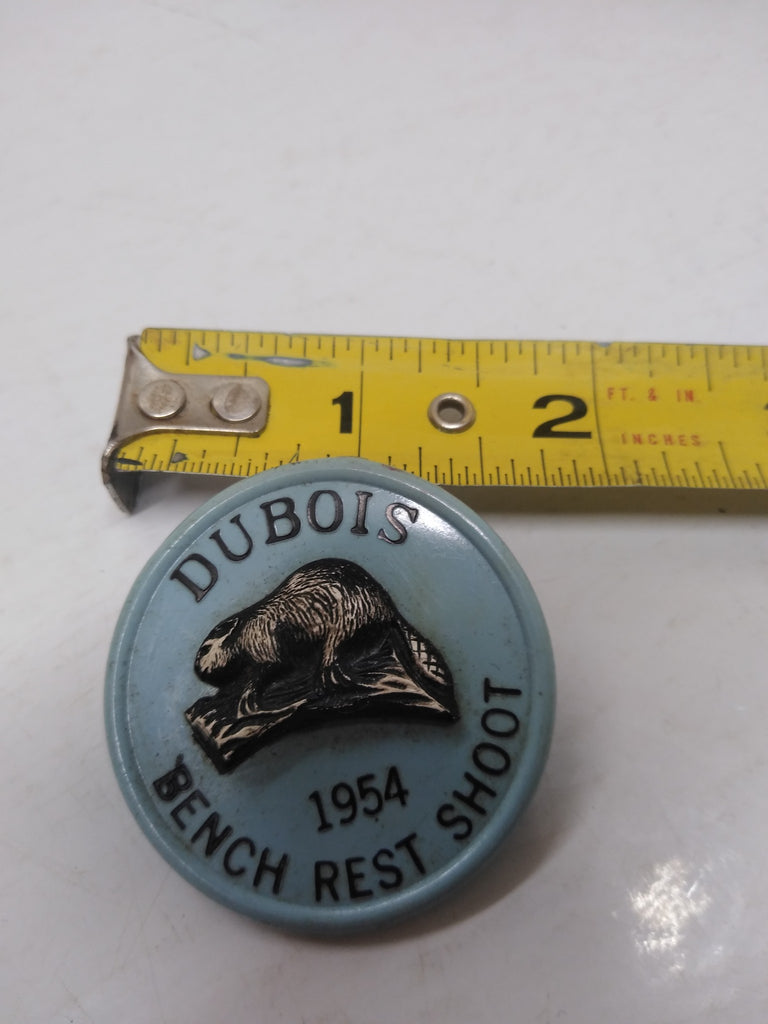 1 2 FT. & IN.
INCHES
DUBOIS
1954
BENCH REST SHOOT